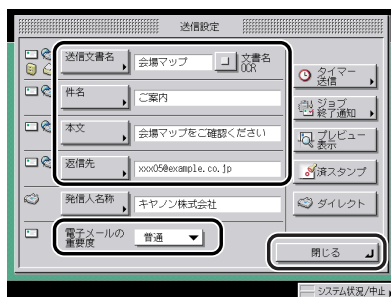 送信設定
送信文書名
会場マップ
文書名
OCR
件名
ご案内
本文
会場マップをご確認ください
返信先
xxx05@example.co.jp
発信人名称
キヤノン株式会社
電子メールの
重要度
普通
タイマー
送信
ジョブ
終了通知
プレビュー
表示
済スタンプ
ダイレクト
閉じる
システム状況/中止